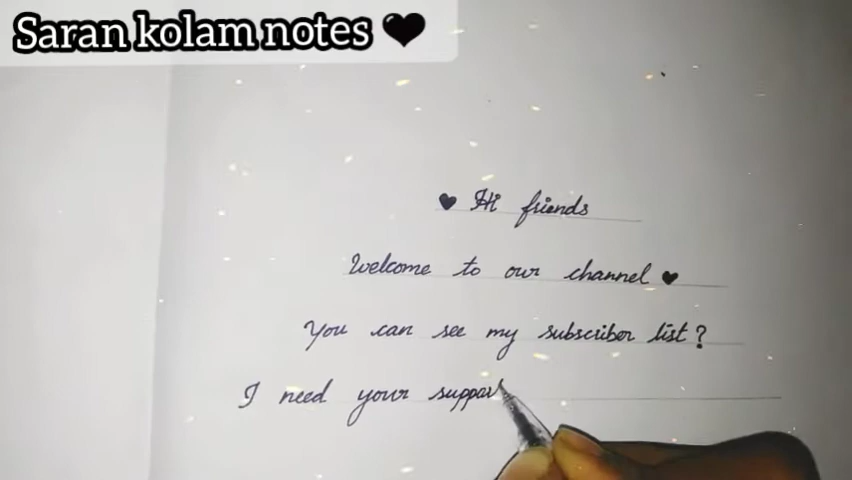 Saran kolam notes ❤
♥ Hi friends
Welcome to our channel ♥
You can see my subscriber list?
I need your suppor